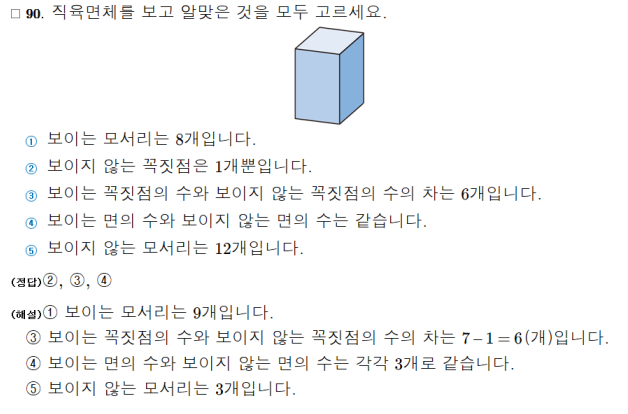 □ 90. 직육면체를 보고 알맞은 것을 모두 고르세요.
① 보이는 모서리는 8개입니다.
② 보이지 않는 꼭짓점은 1개뿐입니다.
③ 보이는 꼭짓점의 수와 보이지 않는 꼭짓점의 수의 차는 6개입니다.
④ 보이는 면의 수와 보이지 않는 면의 수는 같습니다.
⑤ 보이지 않는 모서리는 12개입니다.
(정답)②, ③, ④
(해설)① 보이는 모서리는 9개입니다.
③ 보이는 꼭짓점의 수와 보이지 않는 꼭짓점의 수의 차는 7-1=6(개)입니다.
④ 보이는 면의 수와 보이지 않는 면의 수는 각각 3개로 같습니다.
⑤ 보이지 않는 모서리는 3개입니다.